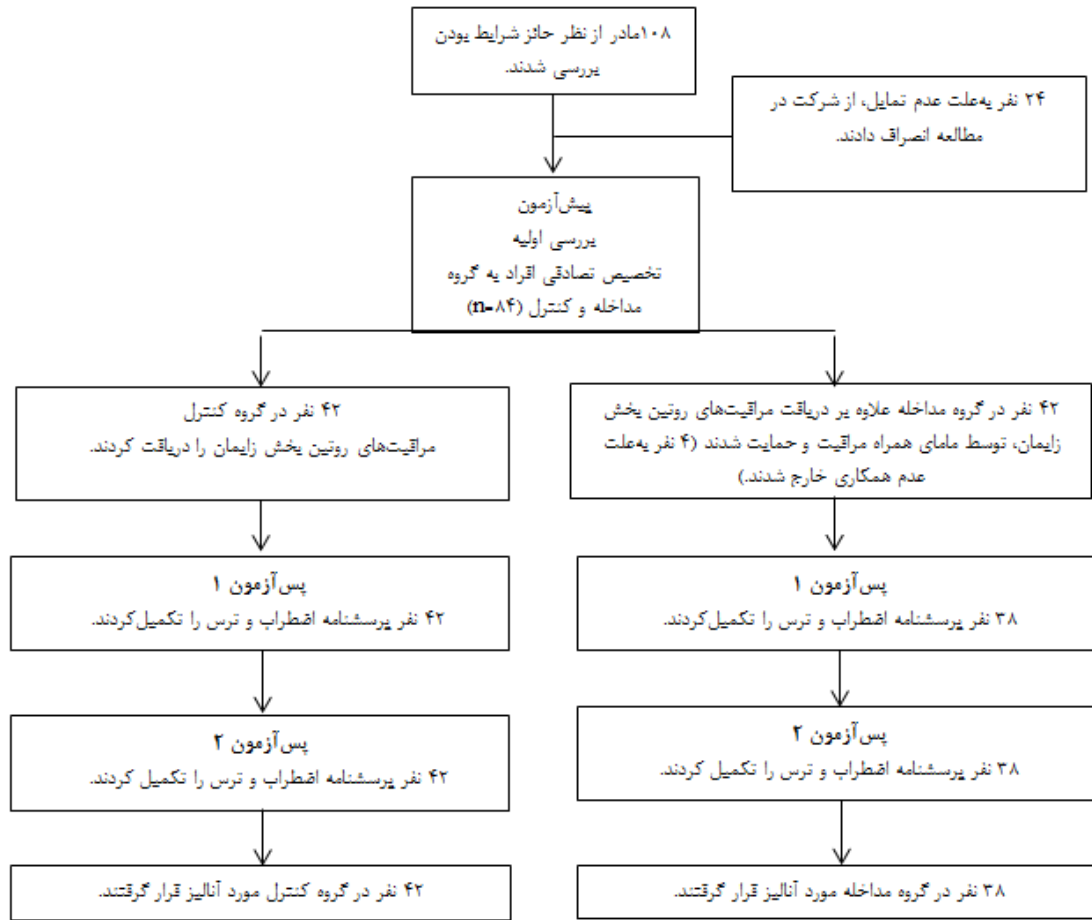 ۱۰۸مادر از نظر حائز شرایط بودن
بررسی شدند.
۲۴ نفر به‌علت عدم تمایل، از شرکت در
مطالعه انصراف دادند.
پیش‌آزمون
بررسی اولیه
تخصیص تصادفی افراد به گروه
مداخله و کنترل (n=۸۴)
۴۲ نفر در گروه مداخله علاوه بر دریافت مراقیت‌های روتین بخش
زایمان، توسط مامای همراه مراقیت و حمایت شدند (۴ نفر به‌علت
عدم همکاری خارج شدند.)
۴۲ نفر در گروه کنترل
مراقیت‌های روتین بخش زایمان را دریافت کردند.
پس‌آزمون ۱
۳۸ نفر پرسشنامه اضطراب و ترس را تکمیل‌کردند.
پس‌آزمون ۱
۴۲ نفر پرسشنامه اضطراب و ترس را تکمیل‌کردند.
پس‌آزمون ۲
۳۸ نفر پرسشنامه اضطراب و ترس را تکمیل کردند.
پس‌آزمون ۲
۴۲ نفر پرسشنامه اضطراب و ترس را تکمیل کردند.
۳۸ نفر در گروه مداخله مورد آنالیز قرار گرفتند.
۴۲ نفر در گروه کنترل مورد آنالیز قرار گرفتند.